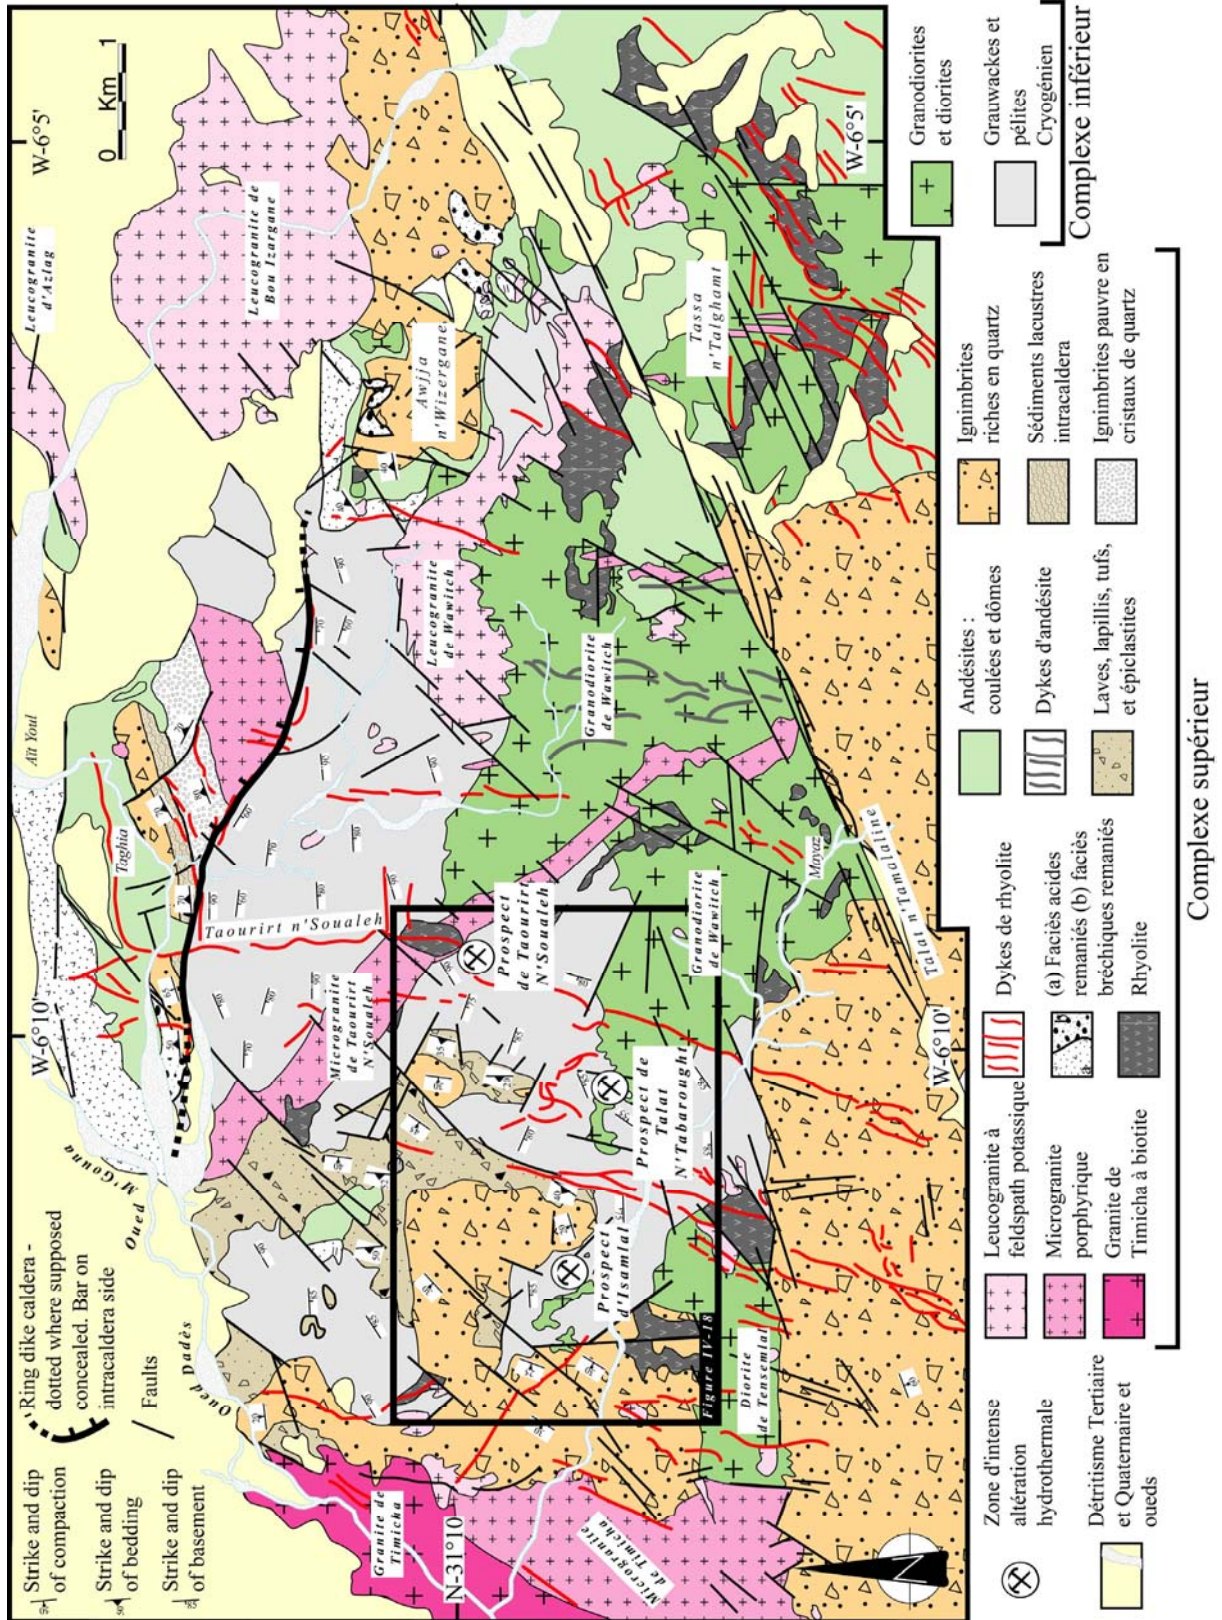 Strike and dip
of compaction
Strike and dip
of bedding
Strike and dip
of basement
Ring dike caldera -
dotted where supposed
concealed. Bar on
intracaldera side
Faults
0 Km 1
W-6°10'
W-6°5'
Leucogranite
d'Azlag
Aït Youl
Oued M'Gouna
Oued Dadès
Taghia
Leucogranite de
Bou Izargane
Granite de
Timicha
N-31°10
Microgranite
de Timicha
Microgranite
de Taourirt
N'Soualeh
Taourirt n'Soualeh
Leucogranite
de Wawitch
Awjja
n'Wizergane
Prospect
de Taourirt
N'Soualeh
Prospect
d'Isamlal
Prospect de
Talat
N'Tabarought
Granodiorite
de Wawitch
Granodiorite
de Wawitch
Tassa
n'Talghamt
Figure IV-18
Diorite
de Tensemlal
Mayaz
Talat n'Tamataline
W-6°10'
W-6°5'
N
Zone d'intense
altération
hydrothermale
Détritisme Tertiaire
et Quaternaire et
oueds
Leucogranite à
feldspath potassique
Microgranite
porphyrique
Granite de
Timicha à biotite
Dykes de rhyolite
(a) Faciès acides
remaniés (b) faciès
bréchiques remaniés
Rhyolite
Andésites :
coulées et dômes
Dykes d'andésite
Laves, lapillis, tufs,
et épiclastites
Ignimbrites
riches en quartz
Sédiments lacustres
intracaldera
Ignimbrites pauvre en
cristaux de quartz
Complexe supérieur
Granodiorites
et diorites
Grauwackes et
pélites
Cryogénien
Complexe inférieur